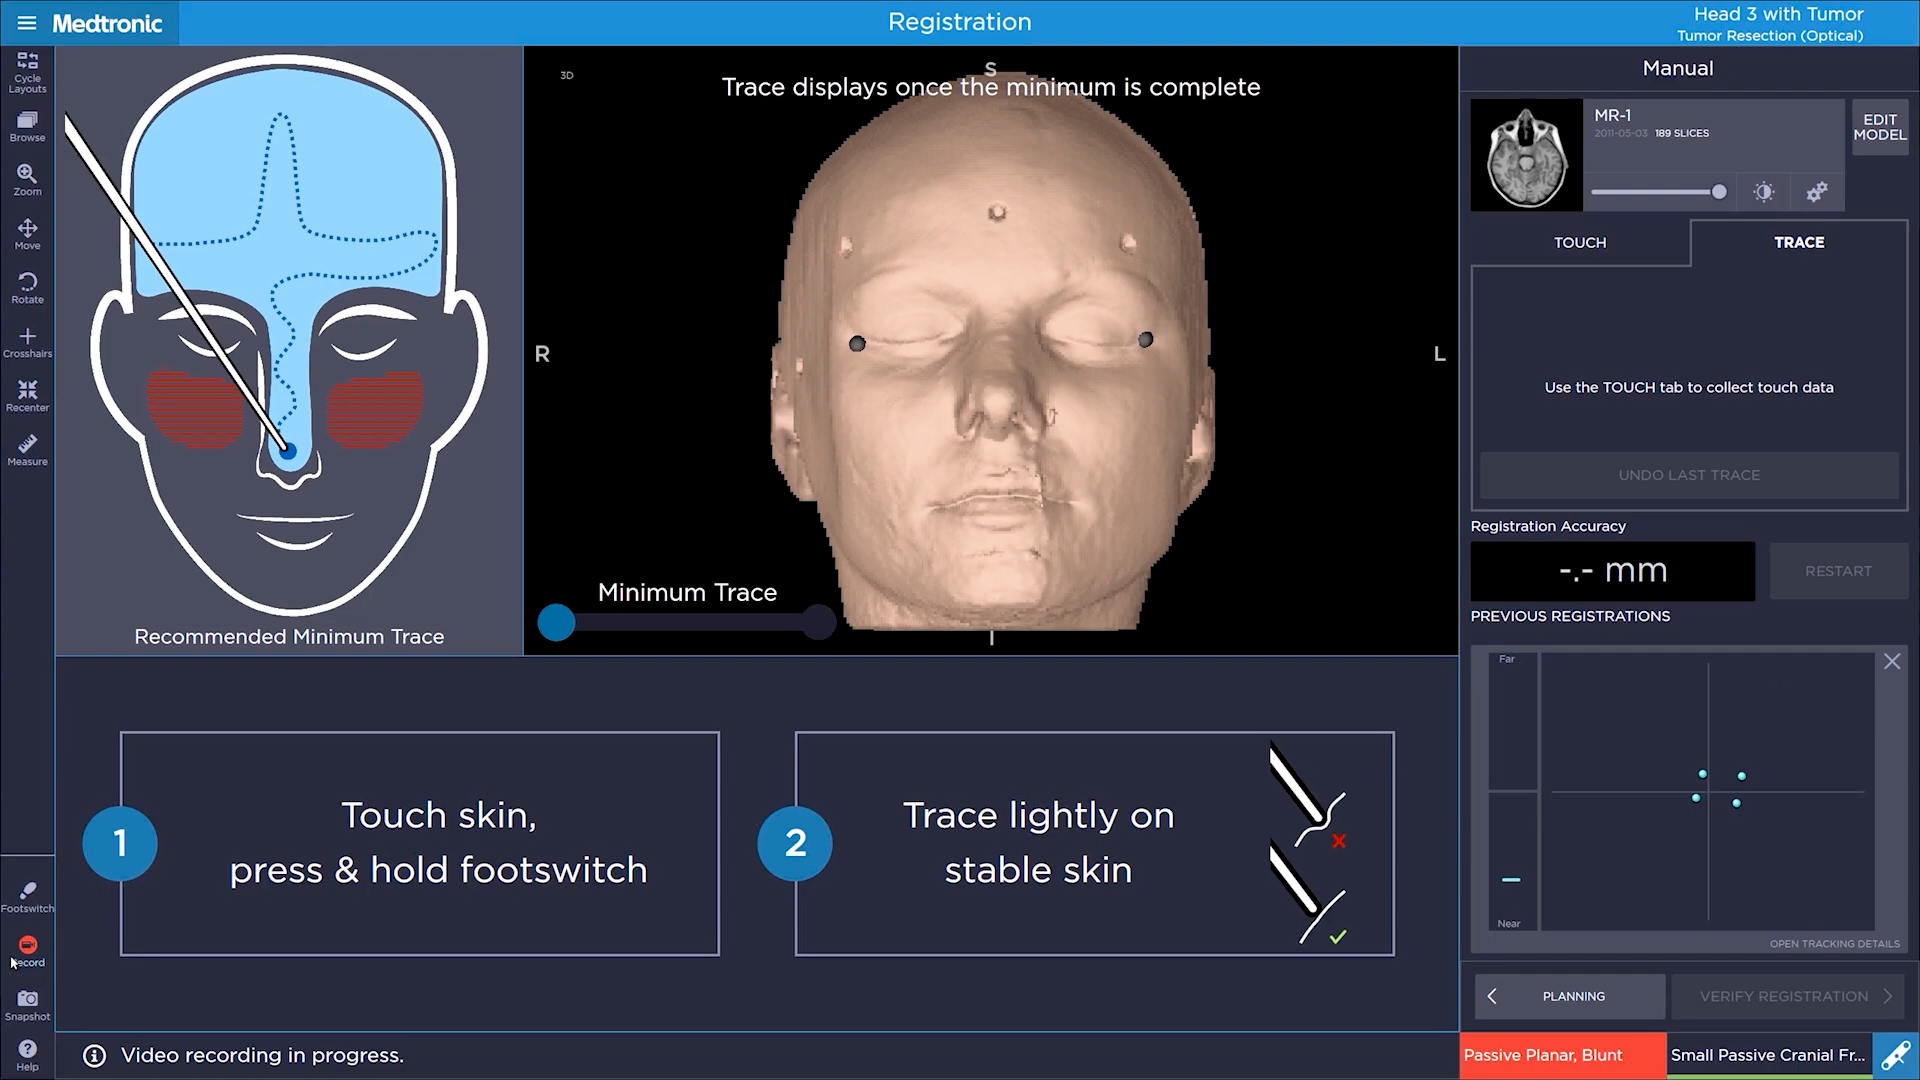 Medtronic
Registration
Head 3 with Tumor
Tumor Resection (Optical)
Cycle
Layouts
Browse
Zoom
Move
Rotate
Crosshairs
Recenter
Measure
Footswitch
Record
Snapshot
Help
Recommended Minimum Trace
3D
S
Trace displays once the minimum is complete
R
L
Minimum Trace
I
1
Touch skin,
press & hold footswitch
2
Trace lightly on
stable skin
Video recording in progress.
Manual
MR-1
2011-05-03 189 SLICES
EDIT
MODEL
TOUCH
TRACE
Use the TOUCH tab to collect touch data
UNDO LAST TRACE
Registration Accuracy
-.- mm
RESTART
PREVIOUS REGISTRATIONS
Far
Near
OPEN TRACKING DETAILS
PLANNING
VERIFY REGISTRATION
Passive Planar, Blunt
Small Passive Cranial Fr...